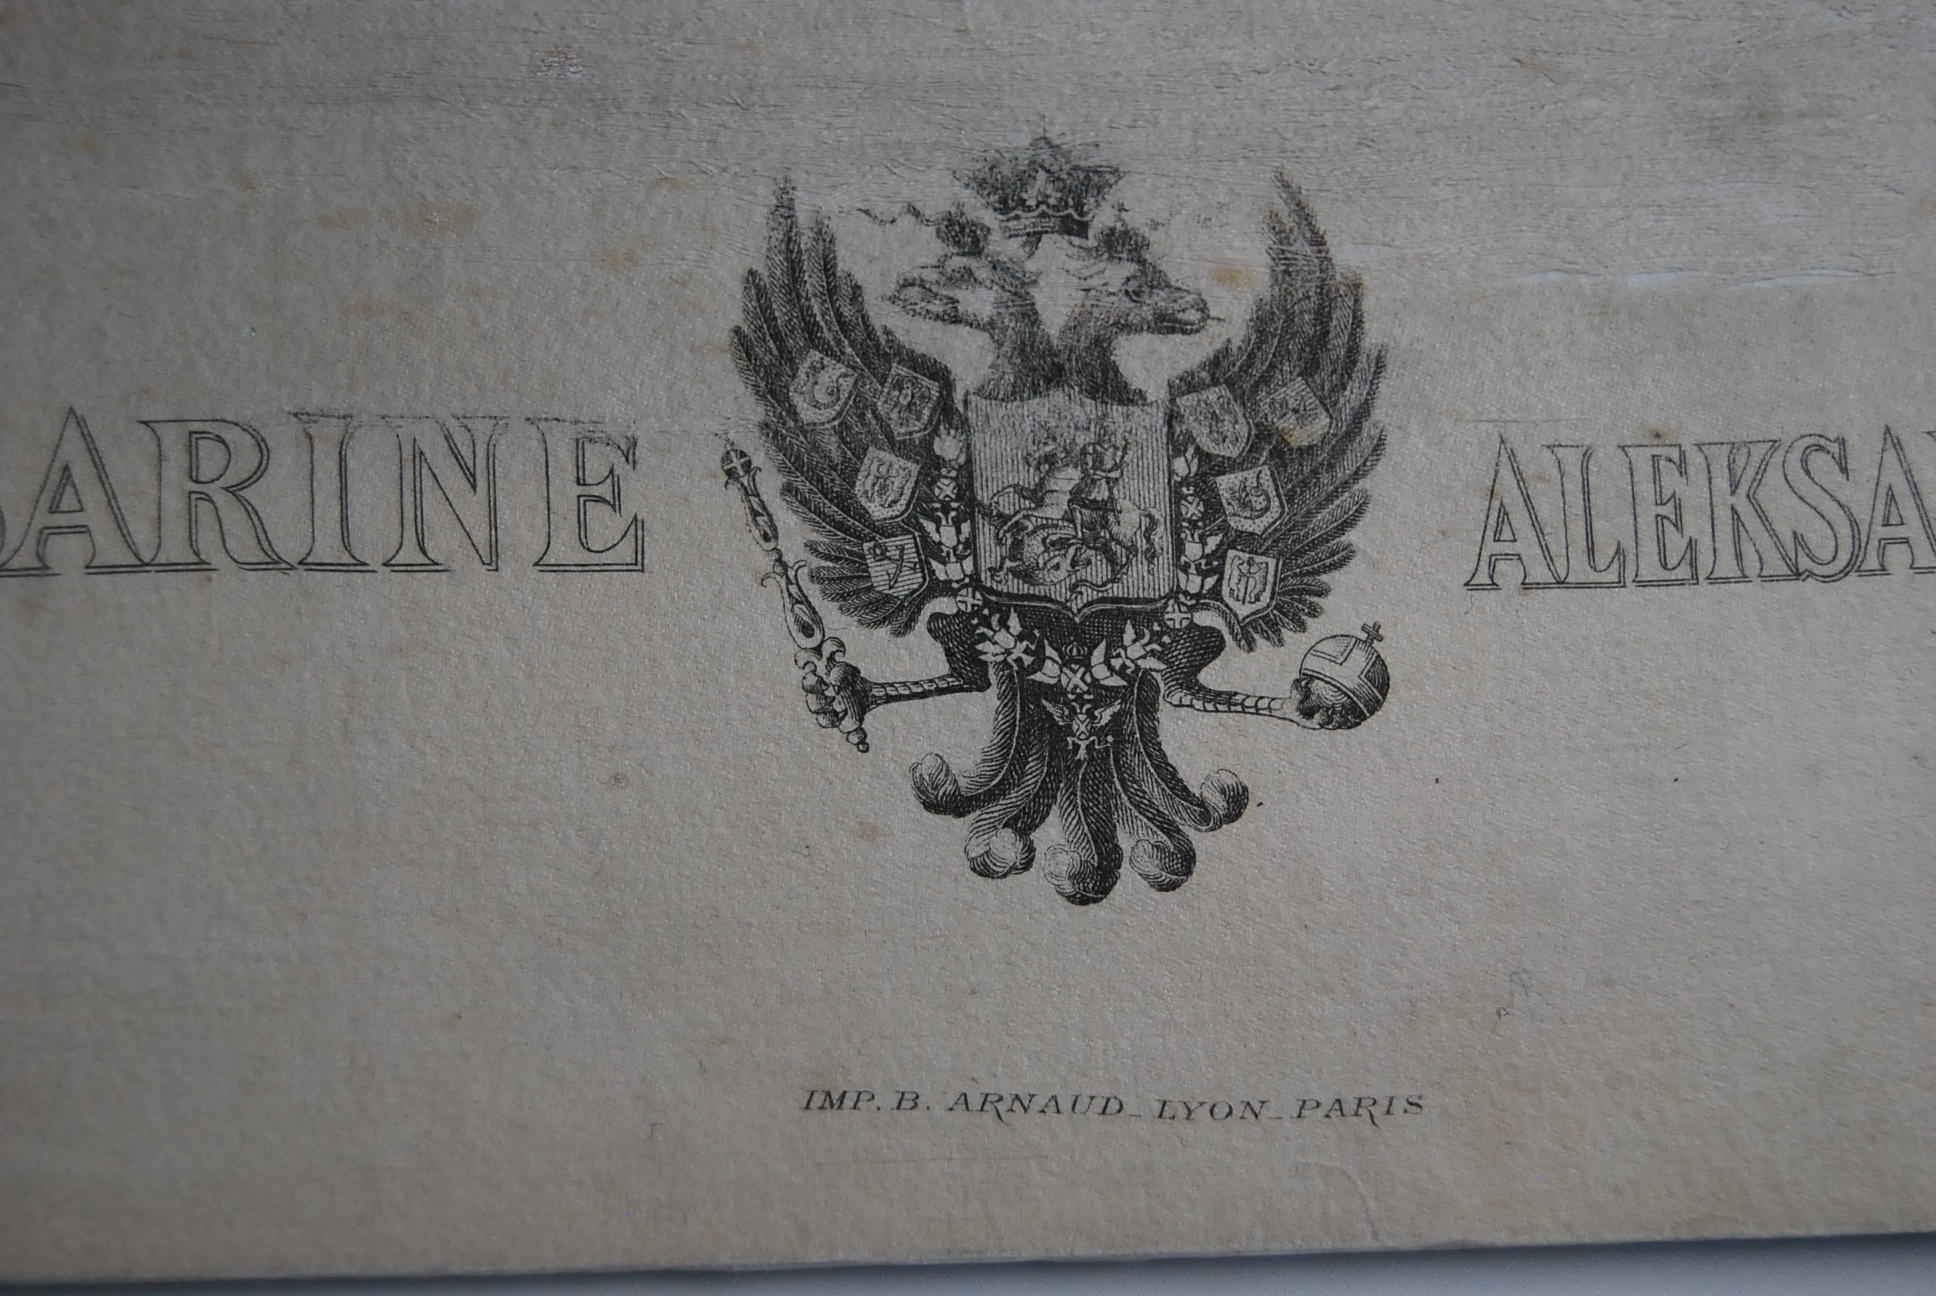 ARINE ALEKSA
IMP. B. ARNAUD_LYON_PARIS